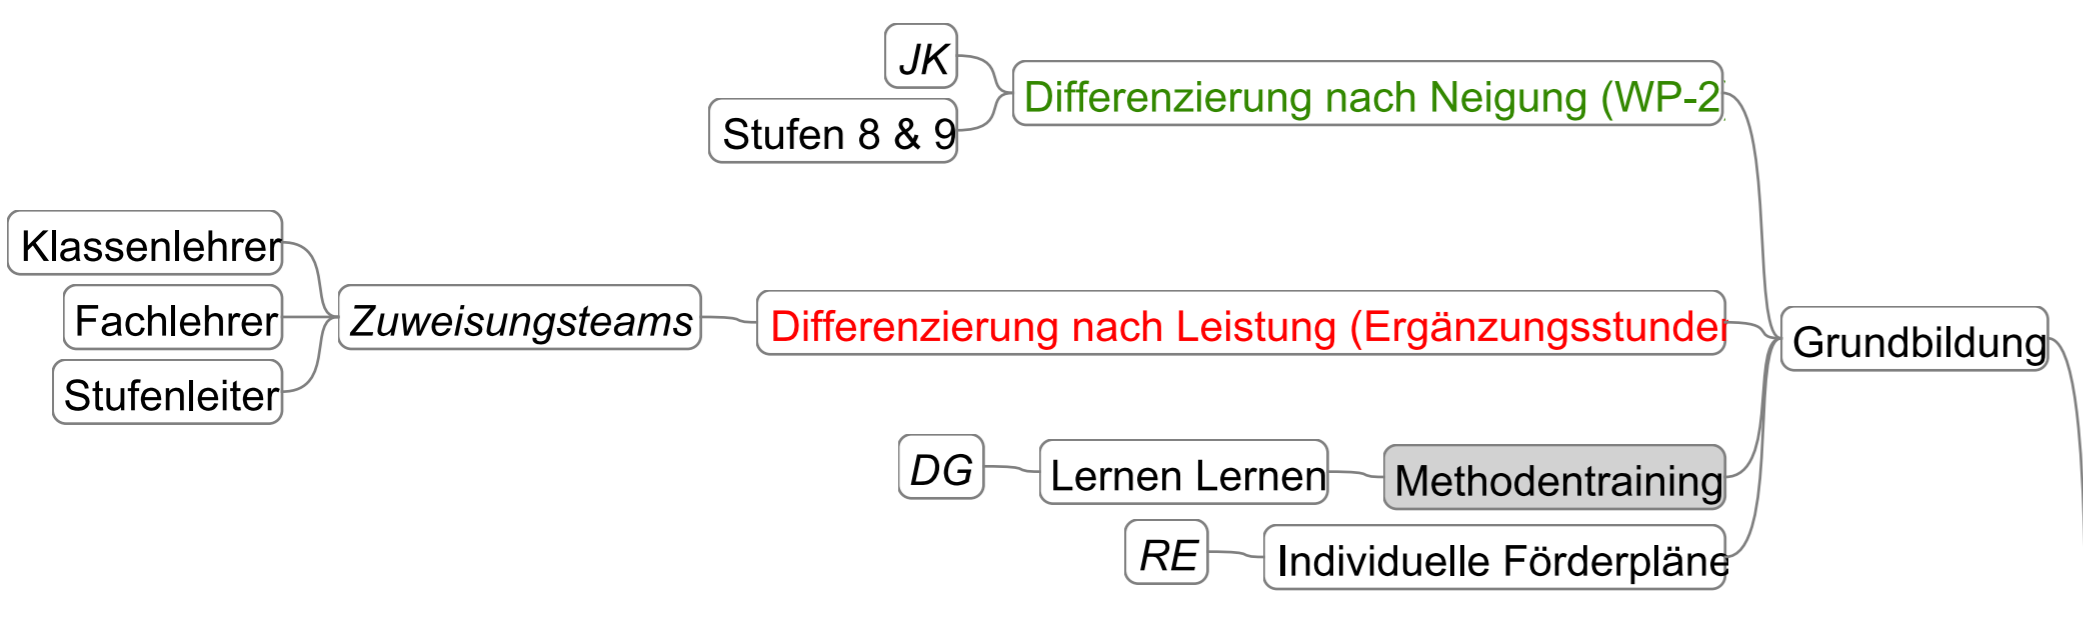 JK
Differenzierung nach Neigung (WP-2
Stufen 8 & 9
Klassenlehrer
Fachlehrer
Zuweisungsteams
Differenzierung nach Leistung (Ergänzungsstunden
Grundbildung
Stufenleiter
DG
Lernen Lernen
Methodentraining
RE
Individuelle Förderpläne